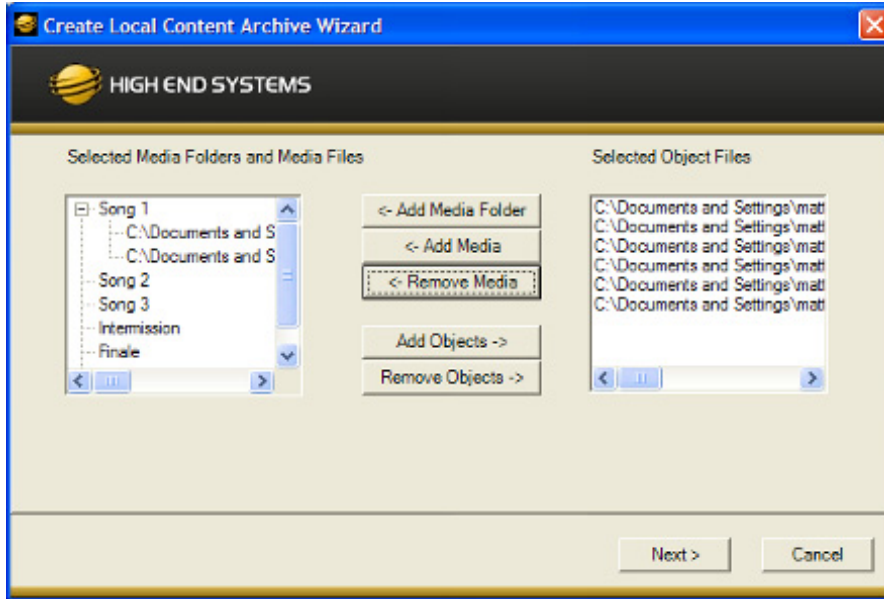 Create Local Content Archive Wizard
HIGH END SYSTEMS
Selected Media Folders and Media Files
Song 1
C:\Documents and S
C:\Documents and S
Song 2
Song 3
Intermission
Finale
<- Add Media Folder
<- Add Media
<- Remove Media
Add Objects ->
Remove Objects ->
Selected Object Files
C:\Documents and Settings\matt
C:\Documents and Settings\matt
C:\Documents and Settings\matt
C:\Documents and Settings\matt
C:\Documents and Settings\matt
C:\Documents and Settings\matt
Next >
Cancel